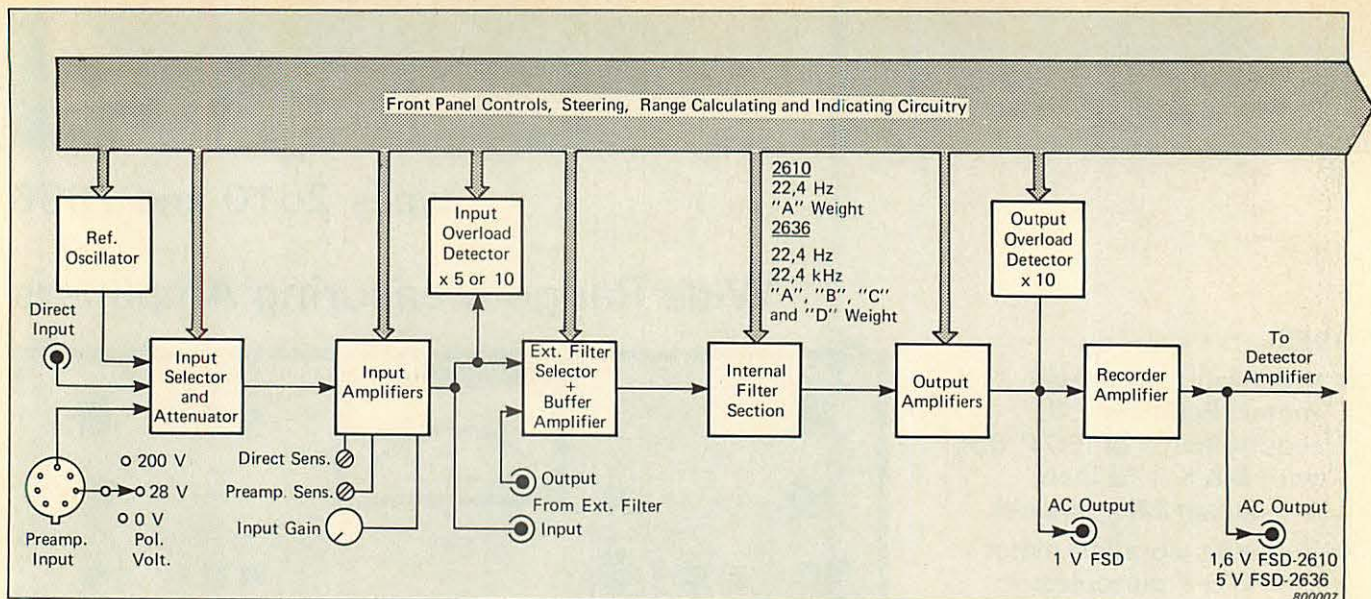 Front Panel Controls, Steering, Range Calculating and Indicating Circuitry
Ref.
Oscillator
Input
Overload
Detector
x 5 or 10
2610
22,4 Hz
"A" Weight
2636
22,4 Hz
22,4 kHz
"A", "B", "C"
and "D" Weight
Output
Overload
Detector
x 10
Direct
Input
Input
Selector
and
Attenuator
Input
Amplifiers
Ext. Filter
Selector
+
Buffer
Amplifier
Internal
Filter
Section
Output
Amplifiers
Recorder
Amplifier
To
Detector
Amplifier
200 V
28 V
0 V
Pol.
Volt.
Preamp.
Input
Direct Sens.
Preamp. Sens.
Input Gain
Output
From Ext. Filter
Input
AC Output
1 V FSD
AC Output
1,6 V FSD-2610
5 V FSD-2636
800007